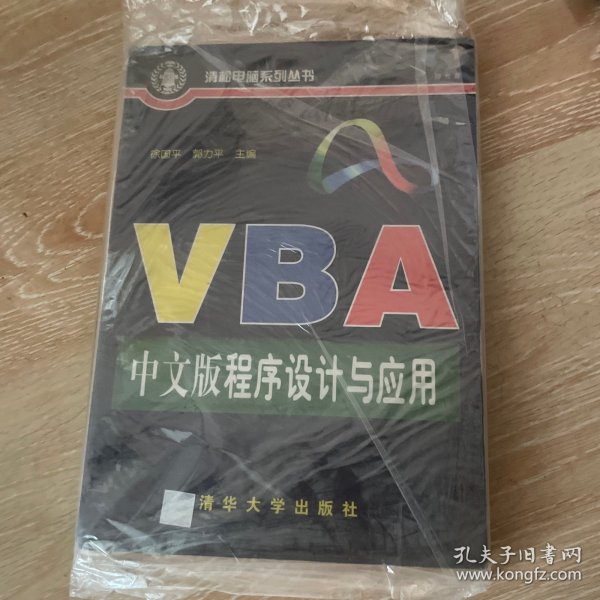 清松电脑系列丛书
徐国平 郭力平 主编
VBA
中文版程序设计与应用
清华大学出版社
孔夫子旧书网
www.kongfz.com